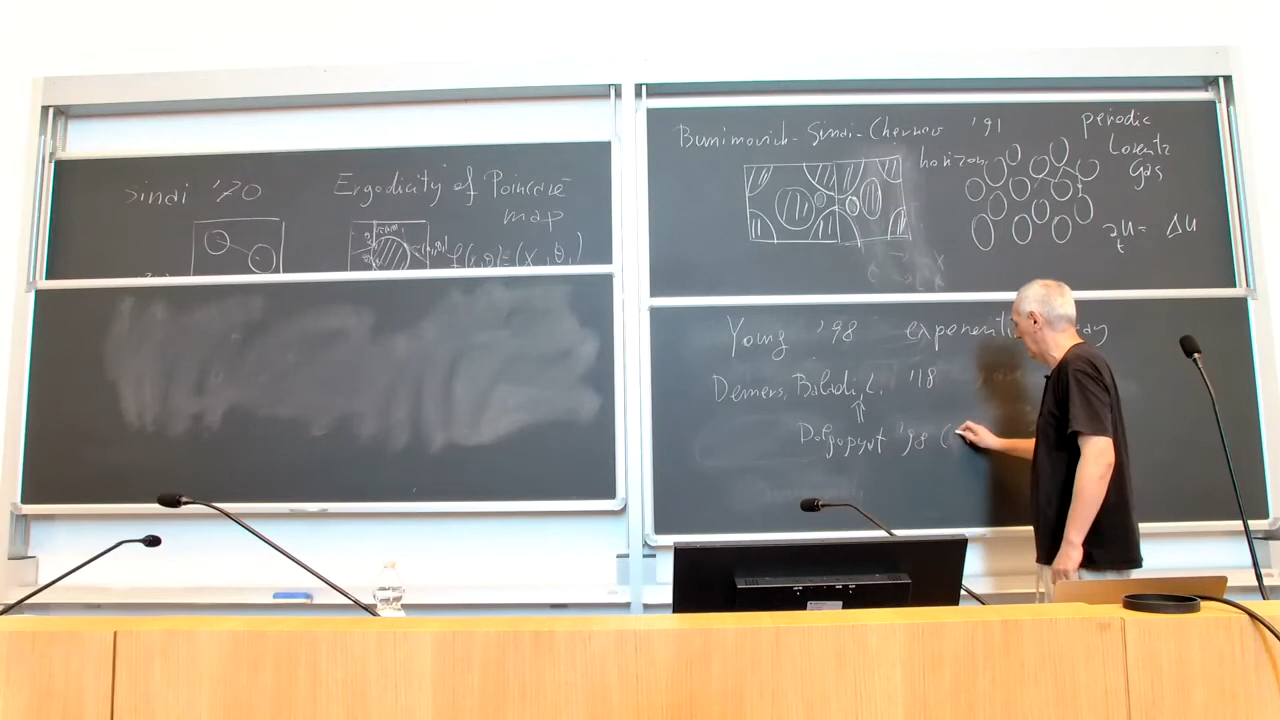 Sinai '70
Ergodicity of Poincaré
map
f(x,θ)=(x₁,θ₁)
Bunimovich-Sinai-Chernov '91
periodic
Lorentz
Gas
horizon
∂ₜu = Δu
Young '98
Demers, Baladi, L. '18
⇑
Dolgopyat '98 (